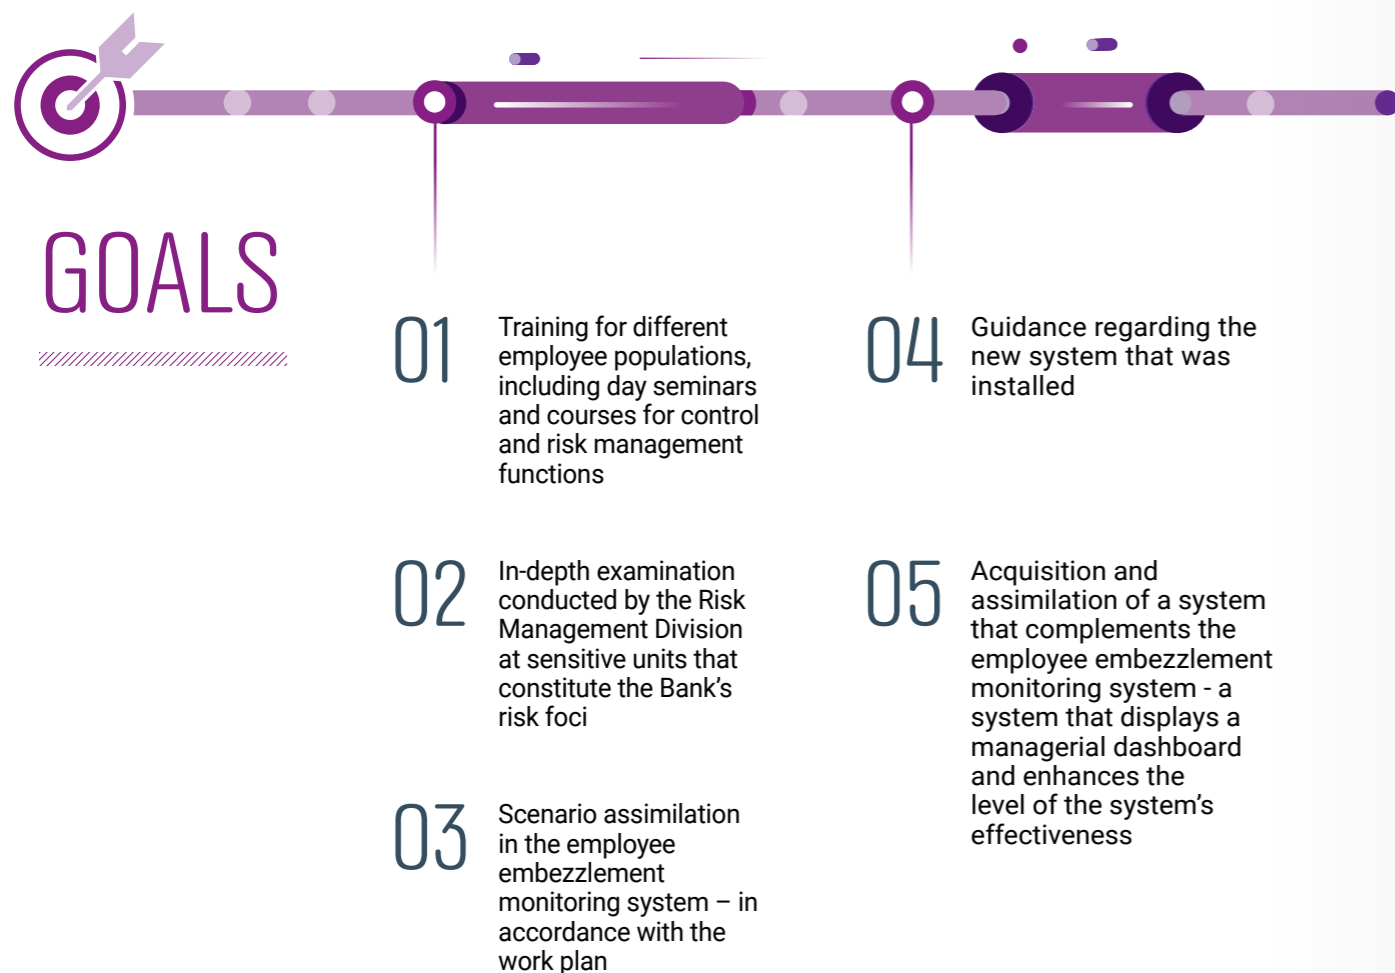 GOALS
01
Training for different
employee populations,
including day seminars
and courses for control
and risk management
functions
02
In-depth examination
conducted by the Risk
Management Division
at sensitive units that
constitute the Bank’s
risk foci
03
Scenario assimilation
in the employee
embezzlement
monitoring system – in
accordance with the
work plan
04
Guidance regarding the
new system that was
installed
05
Acquisition and
assimilation of a system
that complements the
employee embezzlement
monitoring system - a
system that displays a
managerial dashboard
and enhances the
level of the system’s
effectiveness